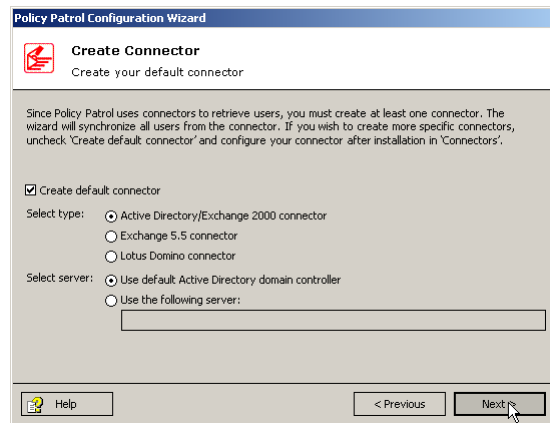 Policy Patrol Configuration Wizard
Create Connector
Create your default connector
Since Policy Patrol uses connectors to retrieve users, you must create at least one connector. The
wizard will synchronize all users from the connector. If you wish to create more specific connectors,
uncheck 'Create default connector' and configure your connector after installation in 'Connectors'.
Create default connector
Select type:
Active Directory/Exchange 2000 connector
Exchange 5.5 connector
Lotus Domino connector
Select server:
Use default Active Directory domain controller
Use the following server:
Help
< Previous
Next >